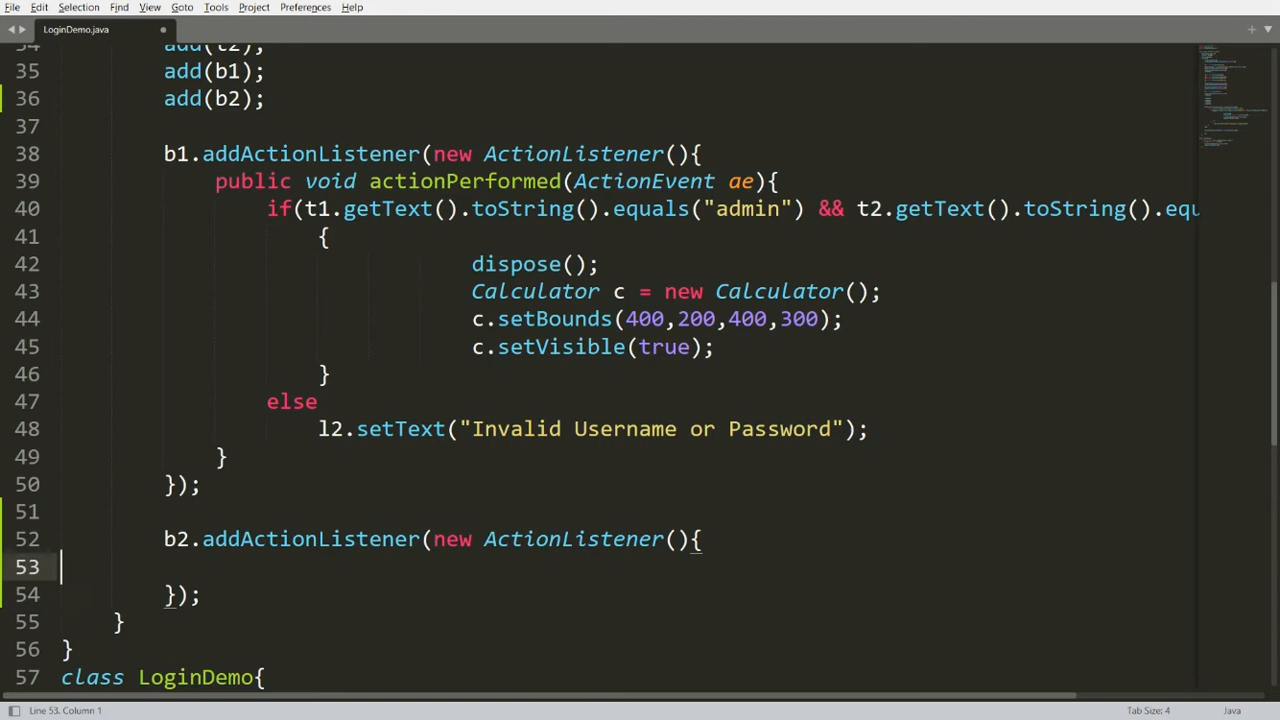 File Edit Selection Find View Goto Tools Project Preferences Help
LoginDemo.java
34 add(t2);
35 add(b1);
36 add(b2);
37
38 b1.addActionListener(new ActionListener(){
39 public void actionPerformed(ActionEvent ae){
40 if(t1.getText().toString().equals("admin") && t2.getText().toString().equ
41 {
42 dispose();
43 Calculator c = new Calculator();
44 c.setBounds(400,200,400,300);
45 c.setVisible(true);
46 }
47 else
48 l2.setText("Invalid Username or Password");
49 }
50 });
51
52 b2.addActionListener(new ActionListener(){
53
54 });
55 }
56 }
57 class LoginDemo{
Line 53, Column 1 Tab Size: 4 Java